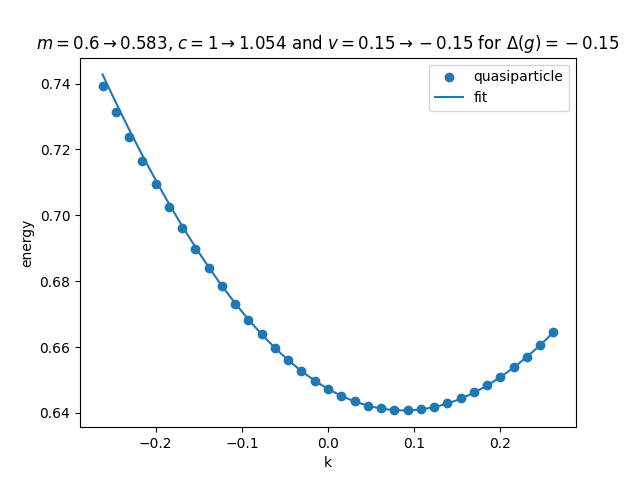 m = 0.6 → 0.583, c = 1 → 1.054 and v = 0.15 → −0.15 for Δ(g) = −0.15
quasiparticle
fit
0.74
0.72
0.70
0.68
0.66
0.64
energy
−0.2
−0.1
0.0
0.1
0.2
k